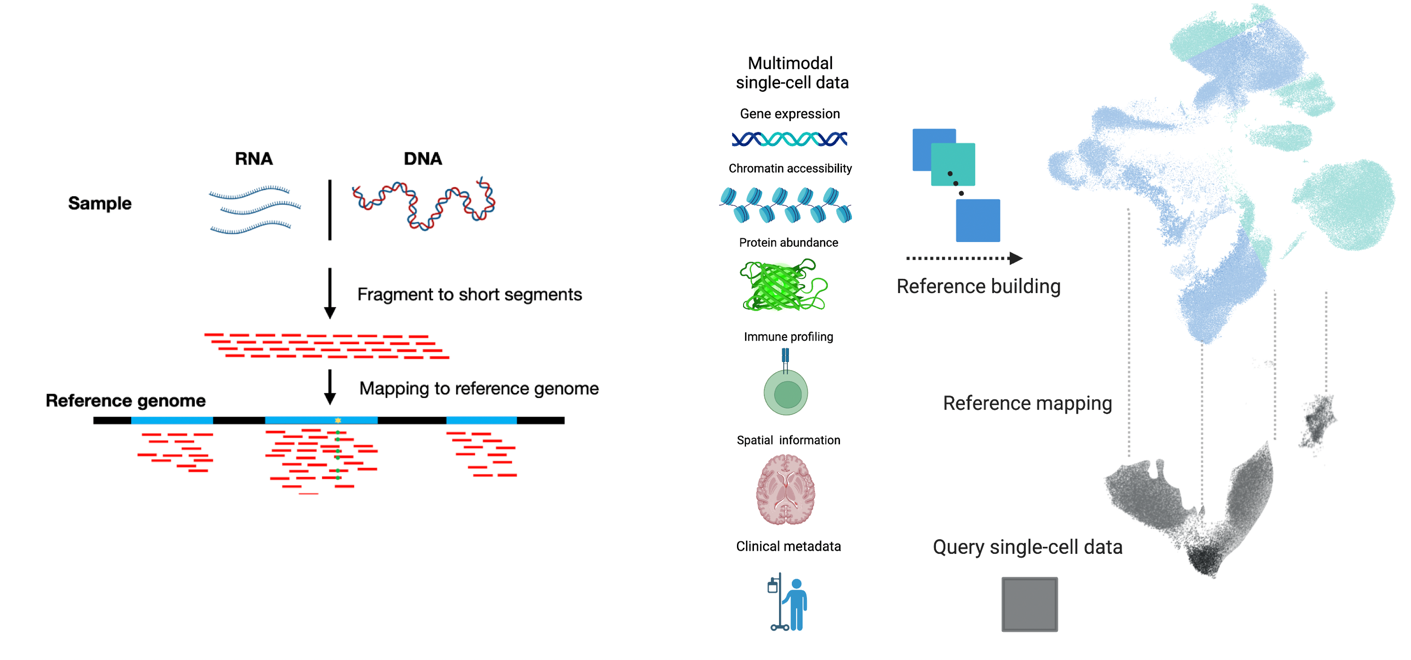 RNA
DNA
Sample
Fragment to short segments
Mapping to reference genome
Reference genome
Multimodal
single-cell data
Gene expression
Chromatin accessibility
Protein abundance
Immune profiling
Spatial information
Clinical metadata
Reference building
Reference mapping
Query single-cell data